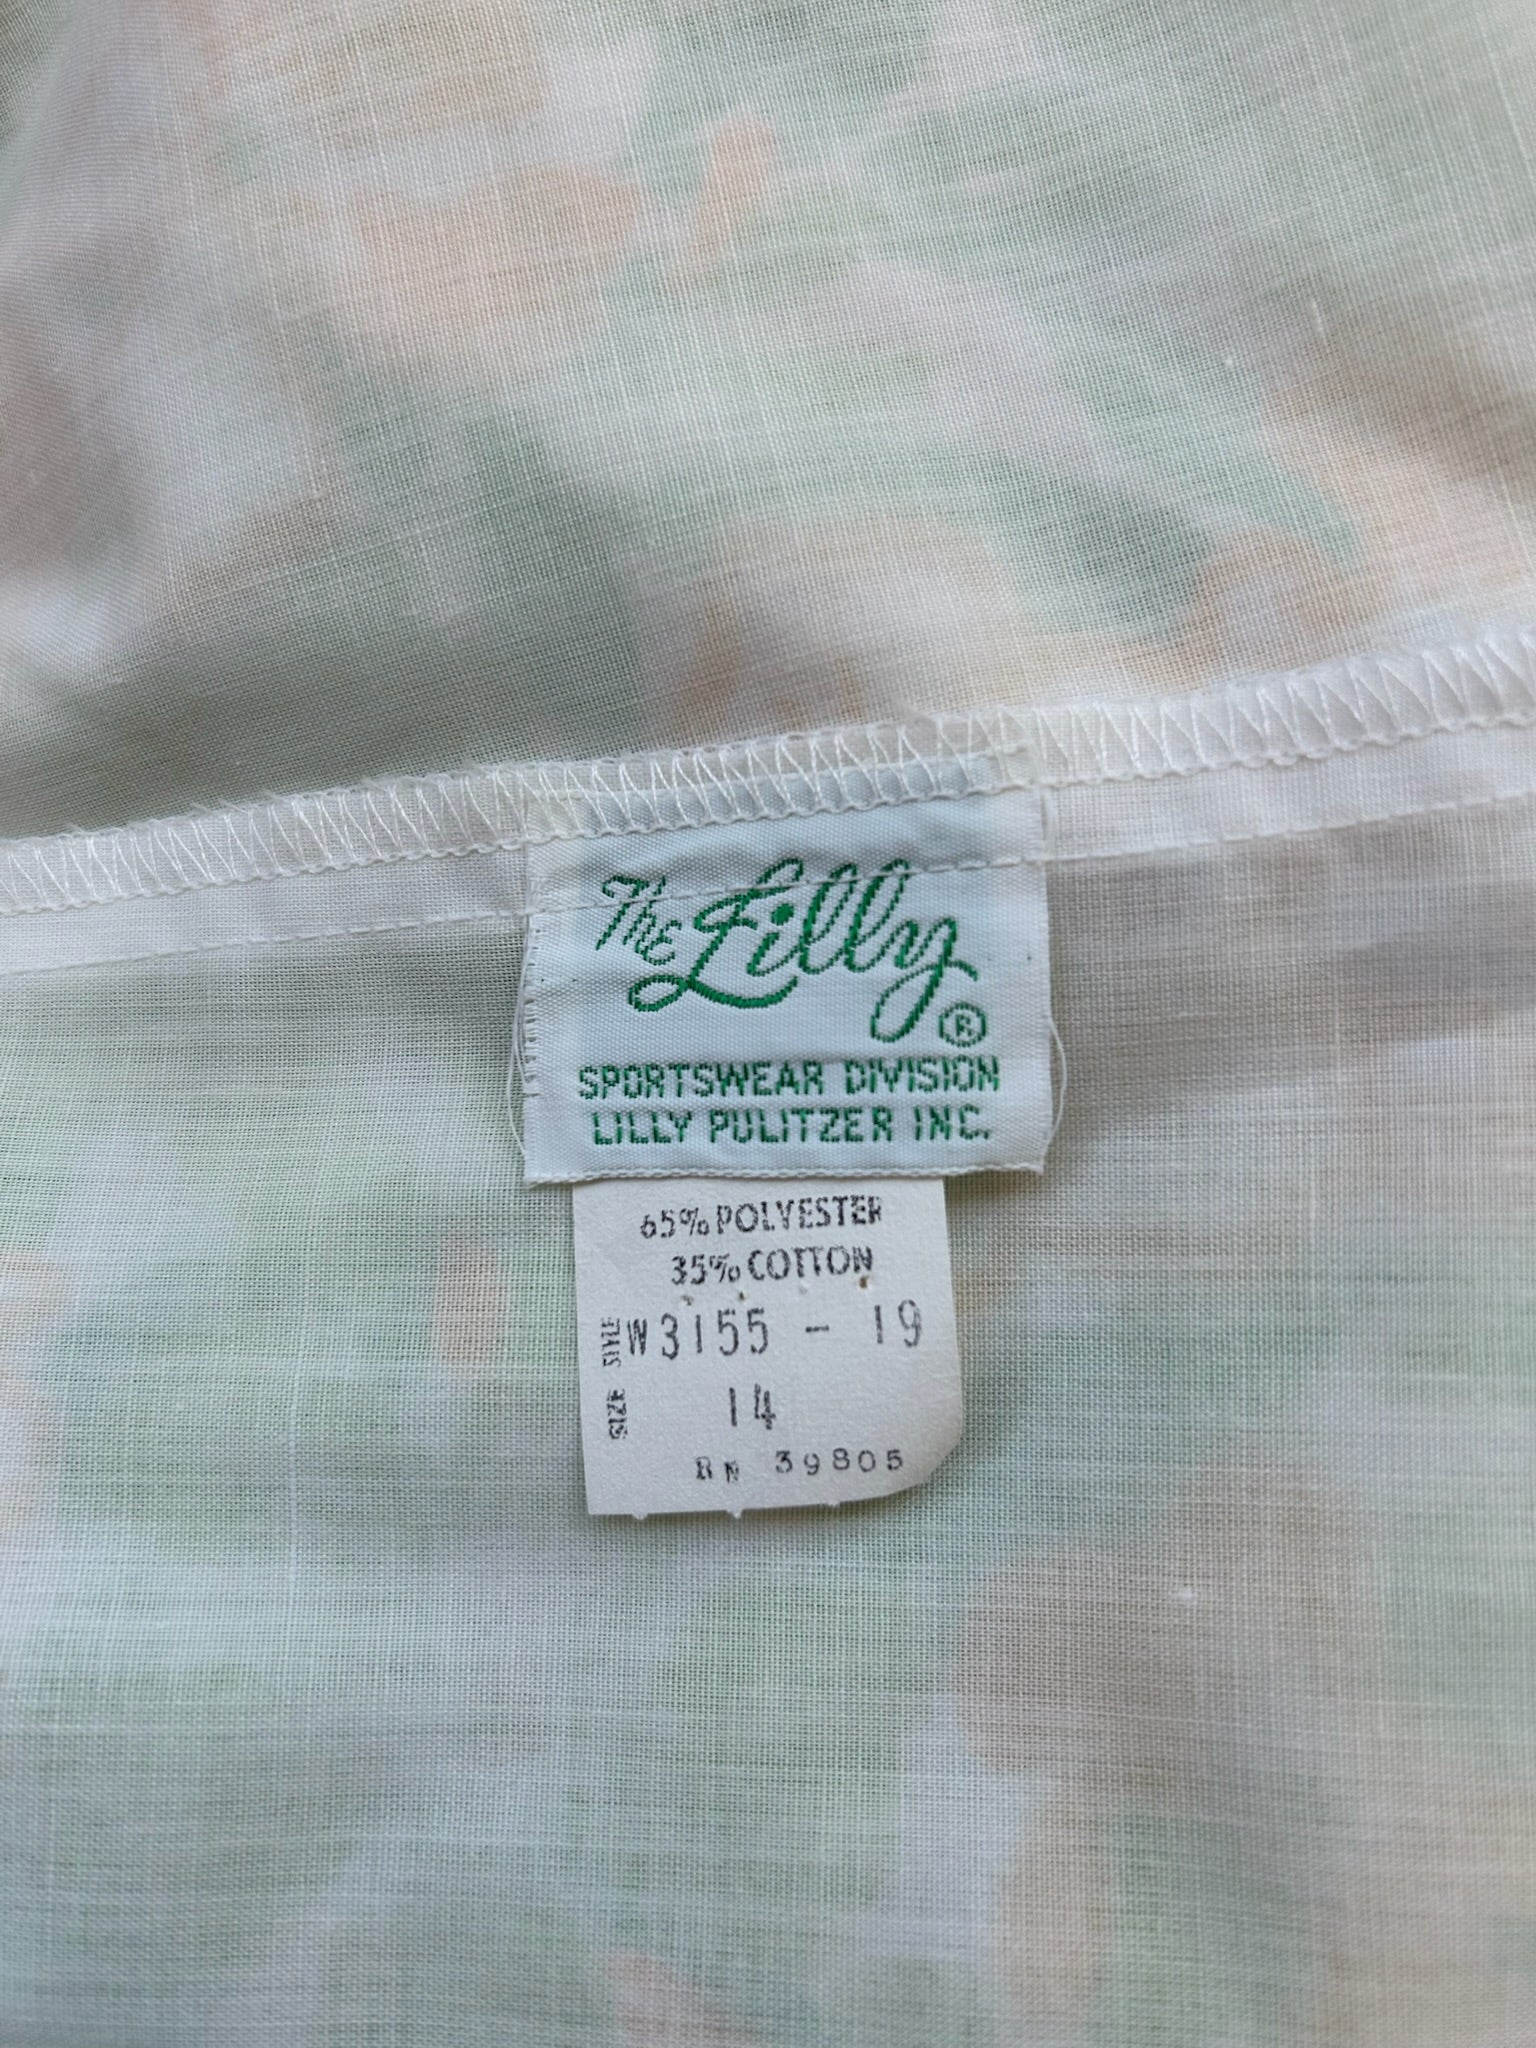 The Lilly ®
SPORTSWEAR DIVISION
LILLY PULITZER INC.
65% POLYESTER
35% COTTON
STYLE W3155 - 19
SIZE 14
RN 39805